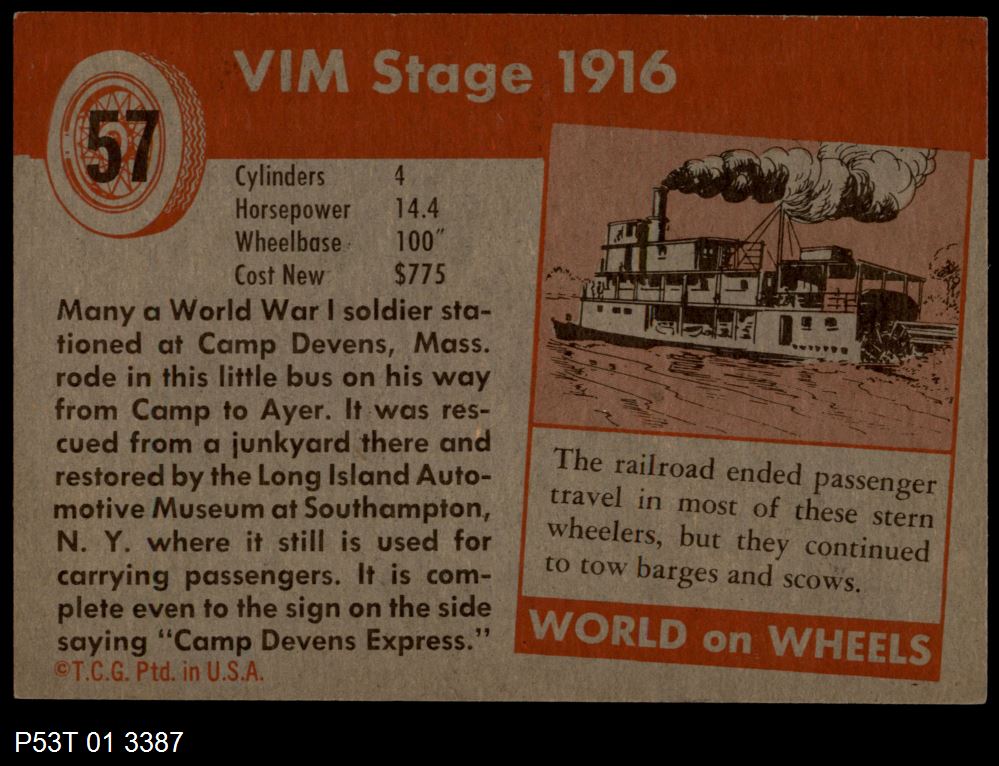 57
VIM Stage 1916
Cylinders 4
Horsepower 14.4
Wheelbase 100"
Cost New $775
Many a World War I soldier sta-
tioned at Camp Devens, Mass.
rode in this little bus on his way
from Camp to Ayer. It was res-
cued from a junkyard there and
restored by the Long Island Auto-
motive Museum at Southampton,
N. Y. where it still is used for
carrying passengers. It is com-
plete even to the sign on the side
saying "Camp Devens Express."
©T.C.G. Ptd. in U.S.A.
The railroad ended passenger
travel in most of these stern
wheelers, but they continued
to tow barges and scows.
WORLD on WHEELS
P53T 01 3387